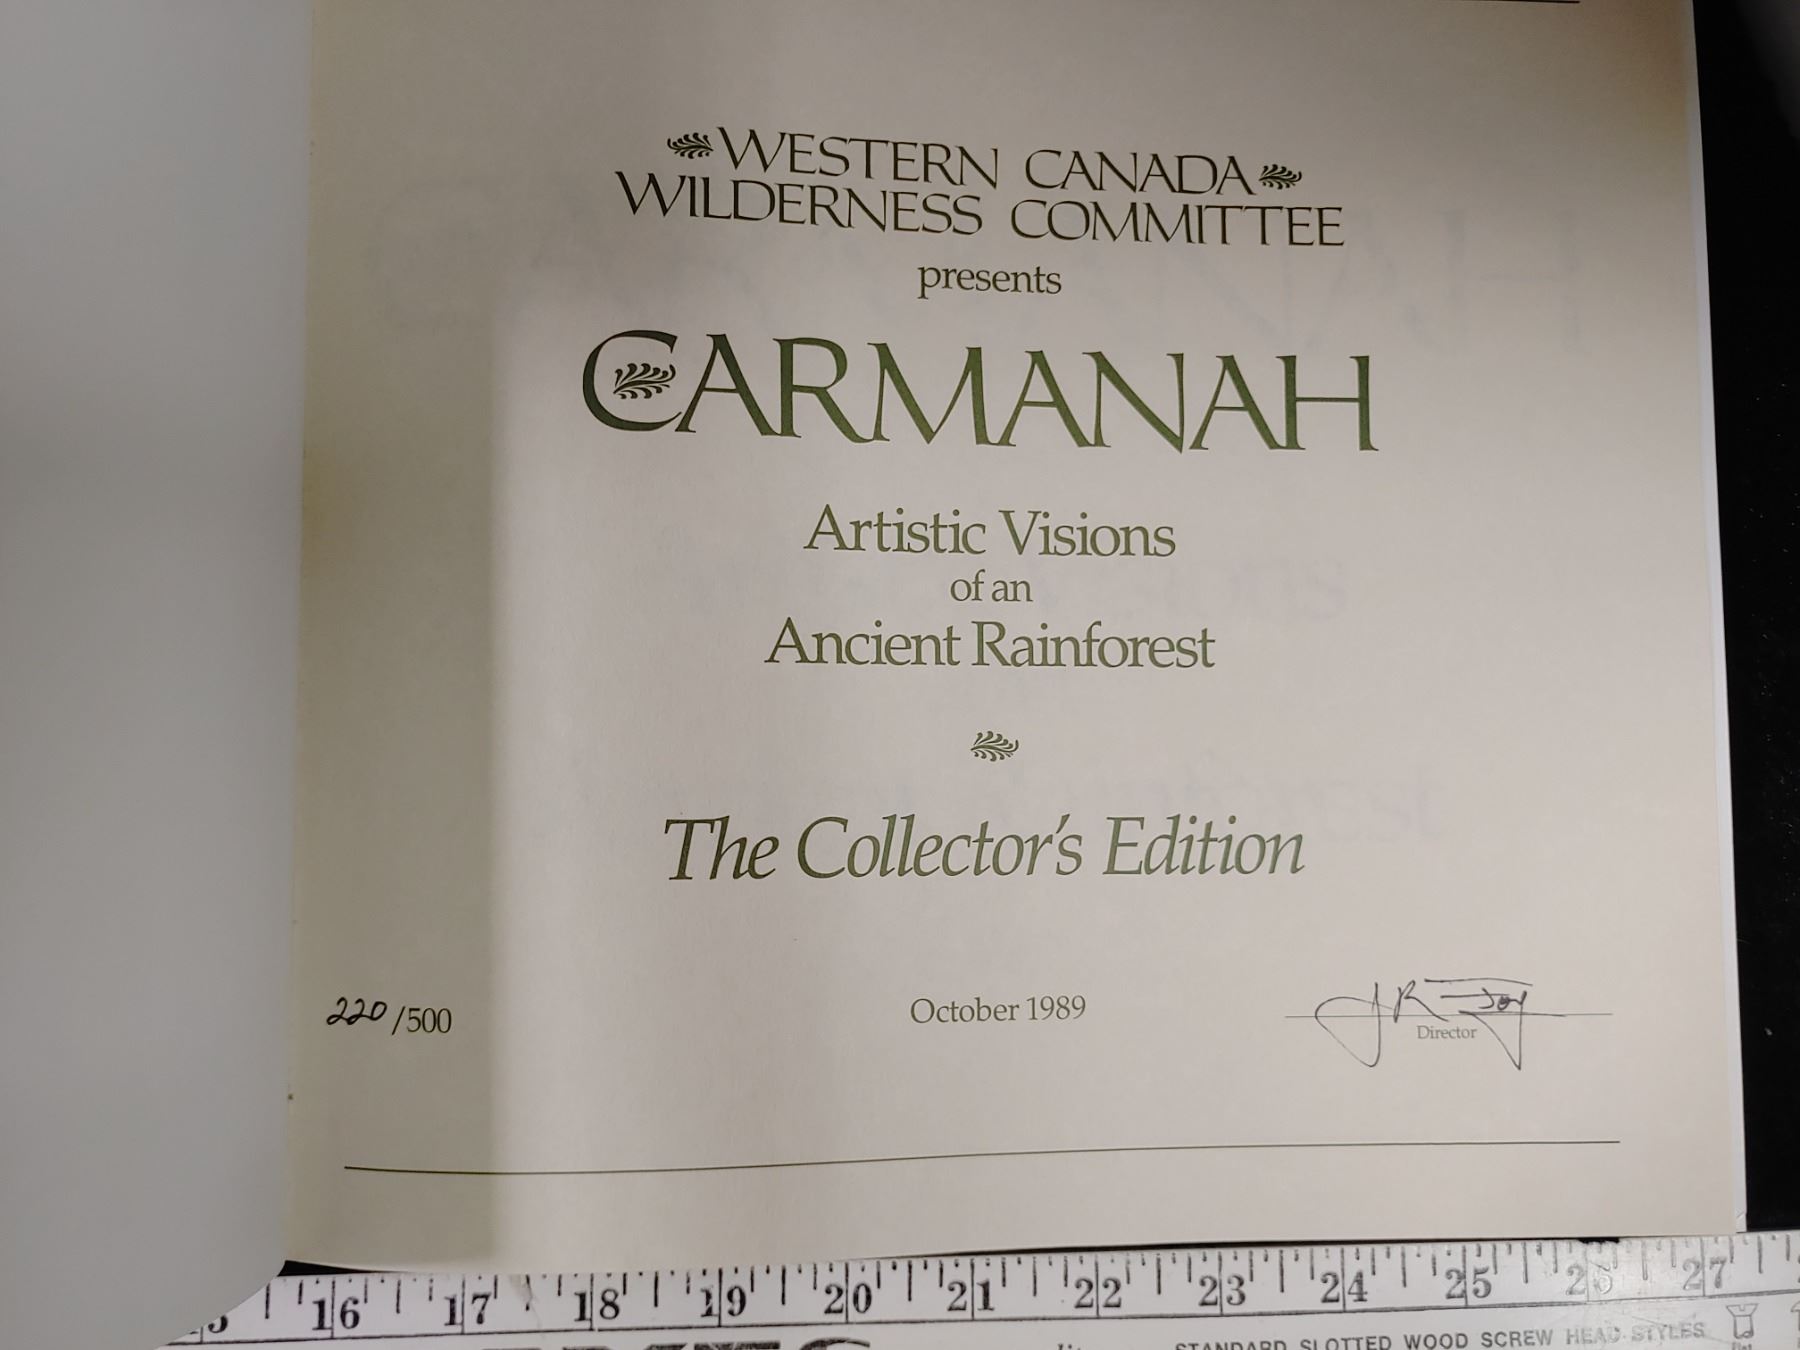 WESTERN CANADA
WILDERNESS COMMITTEE
presents
CARMANAH
Artistic Visions
of an
Ancient Rainforest
The Collector's Edition
220/500
October 1989
Director
16 17 18 19 20 21 22 23 24 25 26 27
STANDARD SLOTTED WOOD SCREW HEAD STYLES
Flat